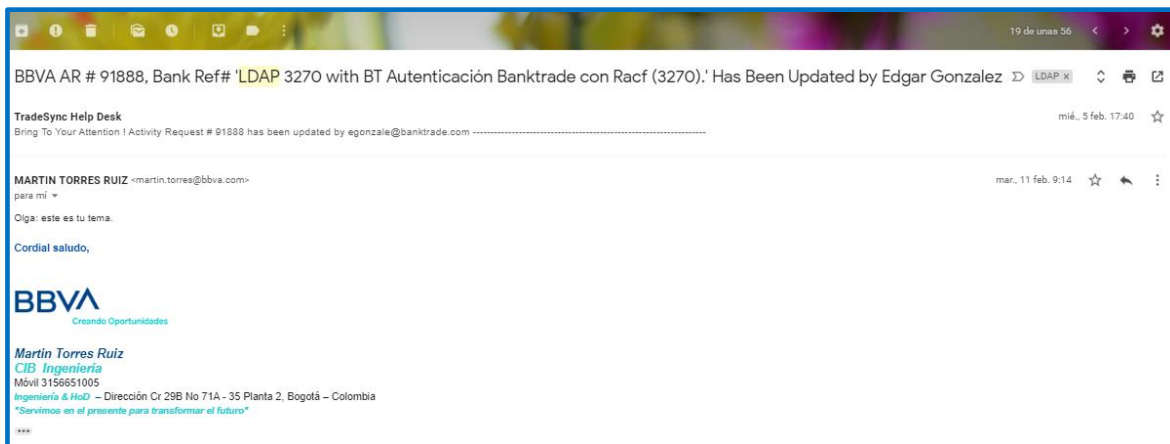 19 de unas 56
BBVA AR # 91888, Bank Ref# 'LDAP 3270 with BT Autenticación Banktrade con Racf (3270).' Has Been Updated by Edgar Gonzalez LDAP x
TradeSync Help Desk mié., 5 feb. 17:40
Bring To Your Attention ! Activity Request # 91888 has been updated by egonzale@banktrade.com ------------------------------------------------------------------
MARTIN TORRES RUIZ <martin.torres@bbva.com> mar., 11 feb. 9:14
para mí
Olga: este es tu tema.
Cordial saludo,
BBVA
Creando Oportunidades
Martin Torres Ruiz
CIB Ingeniería
Móvil 3156651005
Ingeniería & HoD – Dirección Cr 29B No 71A - 35 Planta 2, Bogotá – Colombia
"Servimos en el presente para transformar el futuro"